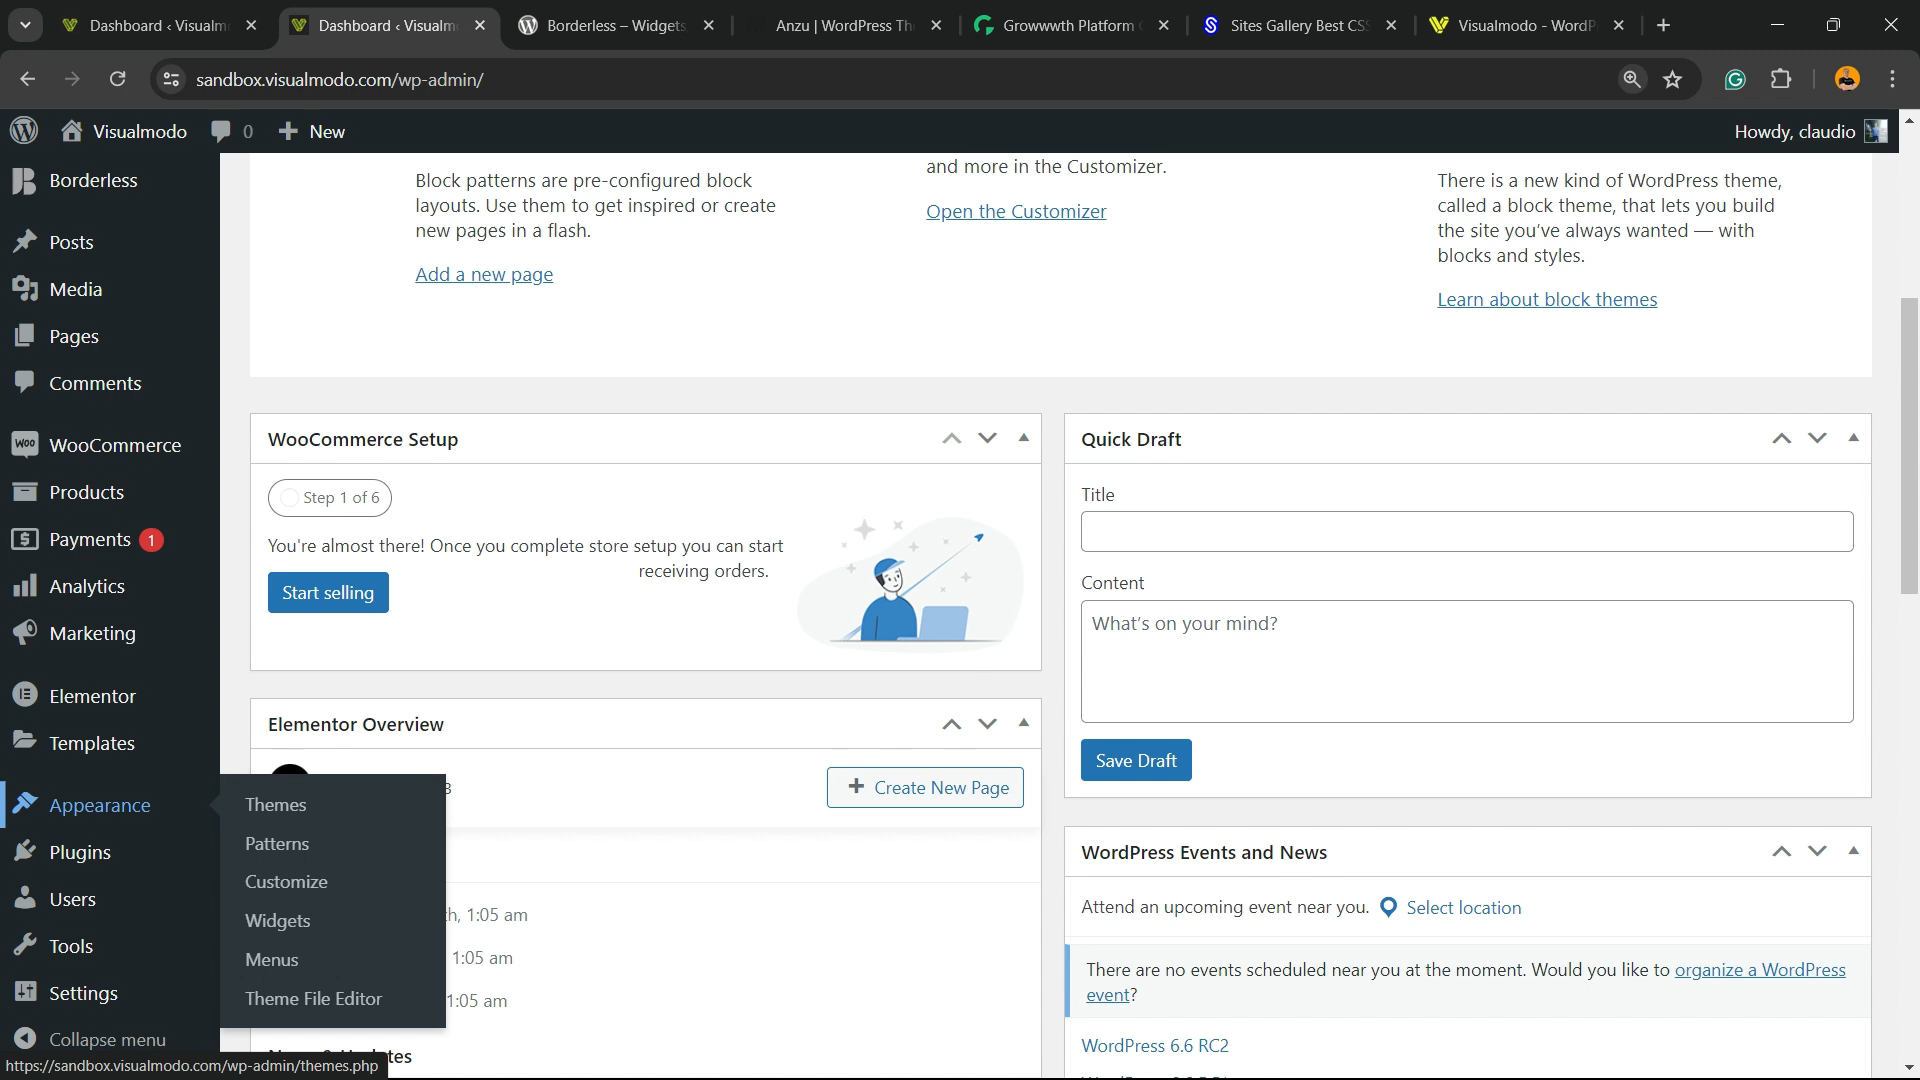 Dashboard ‹ Visualm
Dashboard ‹ Visualm
Borderless – Widgets
Anzu | WordPress Th
Growwwth Platform
Sites Gallery Best CSS
Visualmodo - WordP
sandbox.visualmodo.com/wp-admin/
Visualmodo
0
New
Howdy, claudio
Borderless
Posts
Media
Pages
Comments
WooCommerce
Products
Payments 1
Analytics
Marketing
Elementor
Templates
Appearance
Plugins
Users
Tools
Settings
Collapse menu
Themes
Patterns
Customize
Widgets
Menus
Theme File Editor
Block patterns are pre-configured block
layouts. Use them to get inspired or create
new pages in a flash.
Add a new page
and more in the Customizer.
Open the Customizer
There is a new kind of WordPress theme,
called a block theme, that lets you build
the site you've always wanted — with
blocks and styles.
Learn about block themes
WooCommerce Setup
Step 1 of 6
You're almost there! Once you complete store setup you can start
receiving orders.
Start selling
Elementor Overview
Create New Page
1:05 am
1:05 am
1:05 am
Quick Draft
Title
Content
What's on your mind?
Save Draft
WordPress Events and News
Attend an upcoming event near you.
Select location
There are no events scheduled near you at the moment. Would you like to organize a WordPress
event?
WordPress 6.6 RC2
https://sandbox.visualmodo.com/wp-admin/themes.php